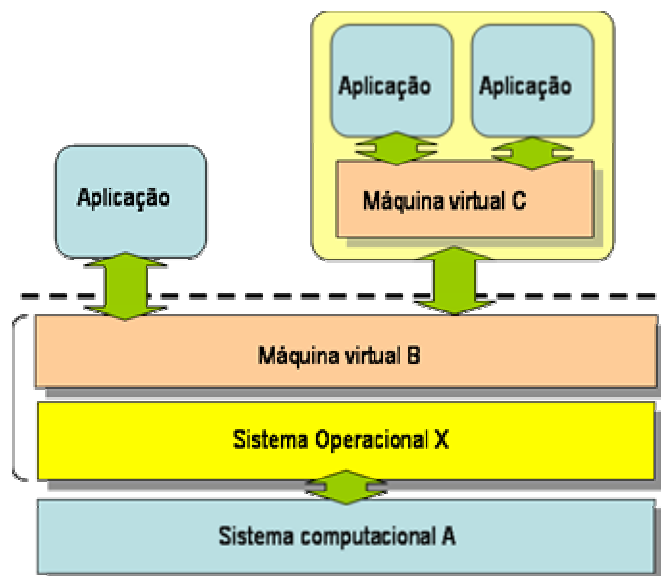 Aplicação
Aplicação
Aplicação
Máquina virtual C
Máquina virtual B
Sistema Operacional X
Sistema computacional A